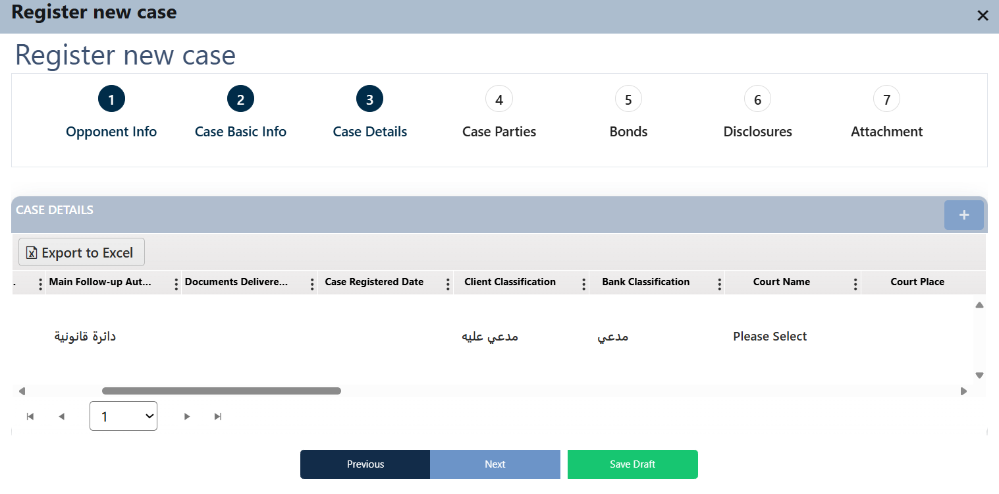 Register new case
Register new case
1 2 3 4 5 6 7
Opponent Info Case Basic Info Case Details Case Parties Bonds Disclosures Attachment
CASE DETAILS
+
Export to Excel
. Main Follow-up Aut... Documents Delivere... Case Registered Date Client Classification Bank Classification Court Name Court Place
دائرة قانونية مدعي عليه مدعي Please Select
1
Previous Next Save Draft